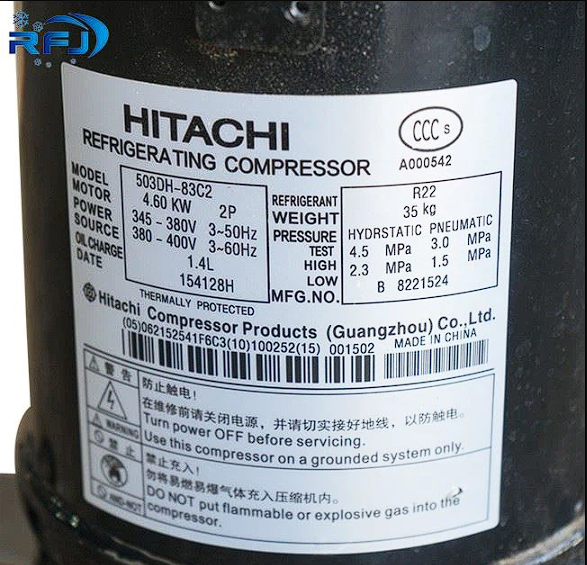 RFJ
HITACHI
REFRIGERATING COMPRESSOR
CCC S
A000542
MODEL 503DH-83C2
MOTOR 4.60 KW 2P
POWER 345 - 380V 3~50Hz
SOURCE 380 - 400V 3~60Hz
OIL CHARGE 1.4L
DATE 154128H
THERMALLY PROTECTED
REFRIGERANT R22
WEIGHT 35 kg
PRESSURE HYDRSTATIC PNEUMATIC
TEST 4.5 MPa 3.0 MPa
HIGH 2.3 MPa 1.5 MPa
LOW
MFG.NO. B 8221524
Hitachi Compressor Products (Guangzhou) Co.,Ltd.
(05)062152541F6C3(10)100252(15) 001502
MADE IN CHINA
警告
WARNING
防止触电!
在维修前请关闭电源，并请切实接好地线，以防触电。
Turn power OFF before servicing.
Use this compressor on a grounded system only.
禁止
禁止充入!
勿将易燃易爆气体充入压缩机内。
DO NOT put flammable or explosive gas into the
compressor.